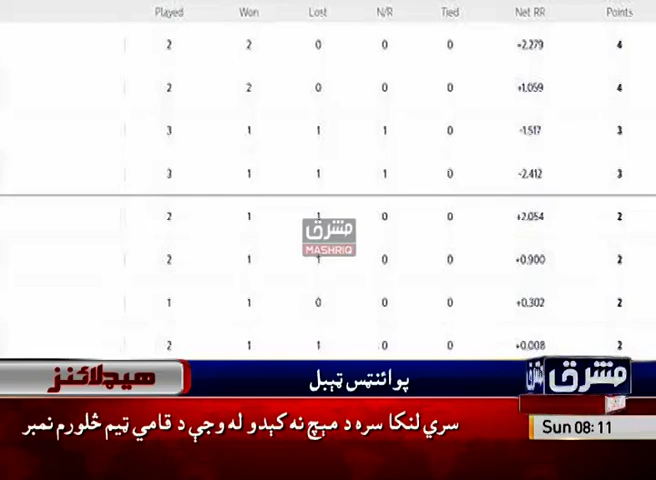 Played Won Lost N/R Tied Net RR Points
2 2 0 0 0 +2.279 4
2 2 0 0 0 +1.059 4
3 1 1 1 0 -1.517 3
3 1 1 1 0 -2.412 3
2 1 1 0 0 +2.054 2
مشرق
MASHRIQ
2 1 1 0 0 +0.900 2
1 1 0 0 0 +0.302 2
2 1 1 0 0 +0.008 2
هيډلائنز
پوائنټس ټېبل
مشرق
سري لنکا سره د مېچ نه کېدو له وجې د قامي ټيم څلورم نمبر
Sun 08:11